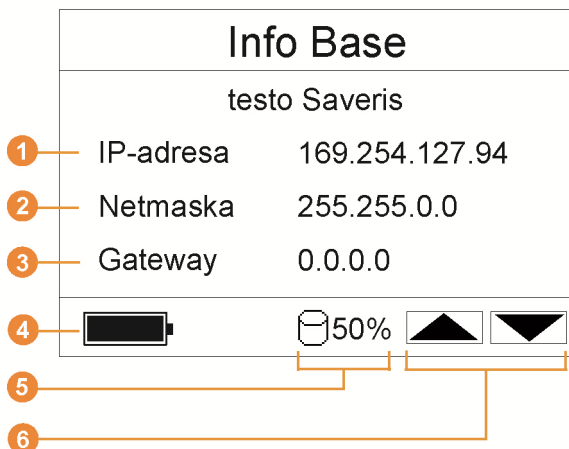 Info Base
testo Saveris
1 IP-adresa 169.254.127.94
2 Netmaska 255.255.0.0
3 Gateway 0.0.0.0
4 50%
5
6